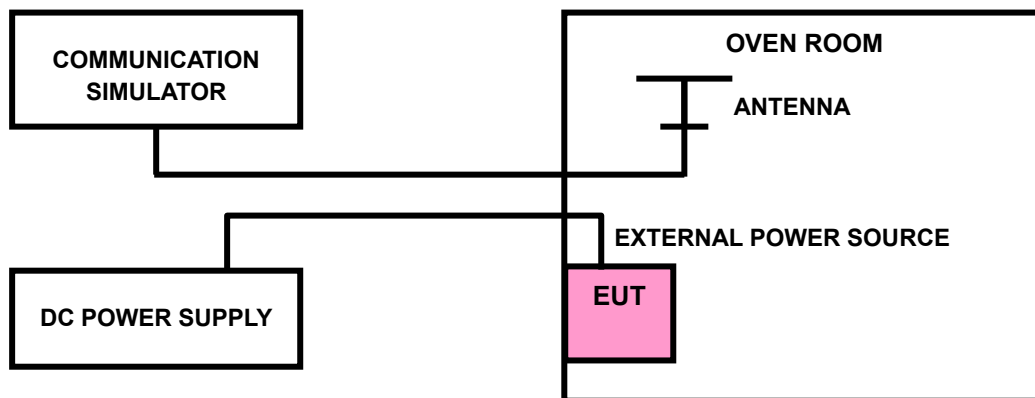 COMMUNICATION
SIMULATOR
OVEN ROOM
ANTENNA
EXTERNAL POWER SOURCE
DC POWER SUPPLY
EUT